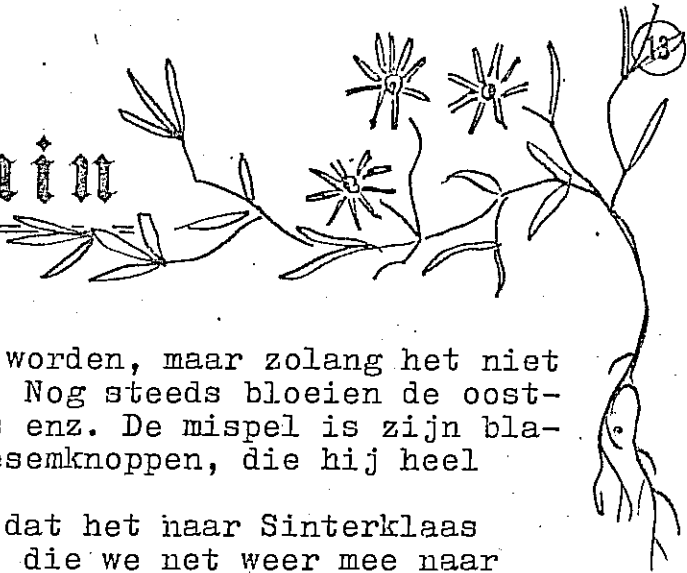 13
ain
worden, maar zolang het niet
Nog steeds bloeien de oost-
enz. De mispel is zijn bla-
esemknoppen, die hij heel
dat het naar Sinterklaas
die we net weer mee naar